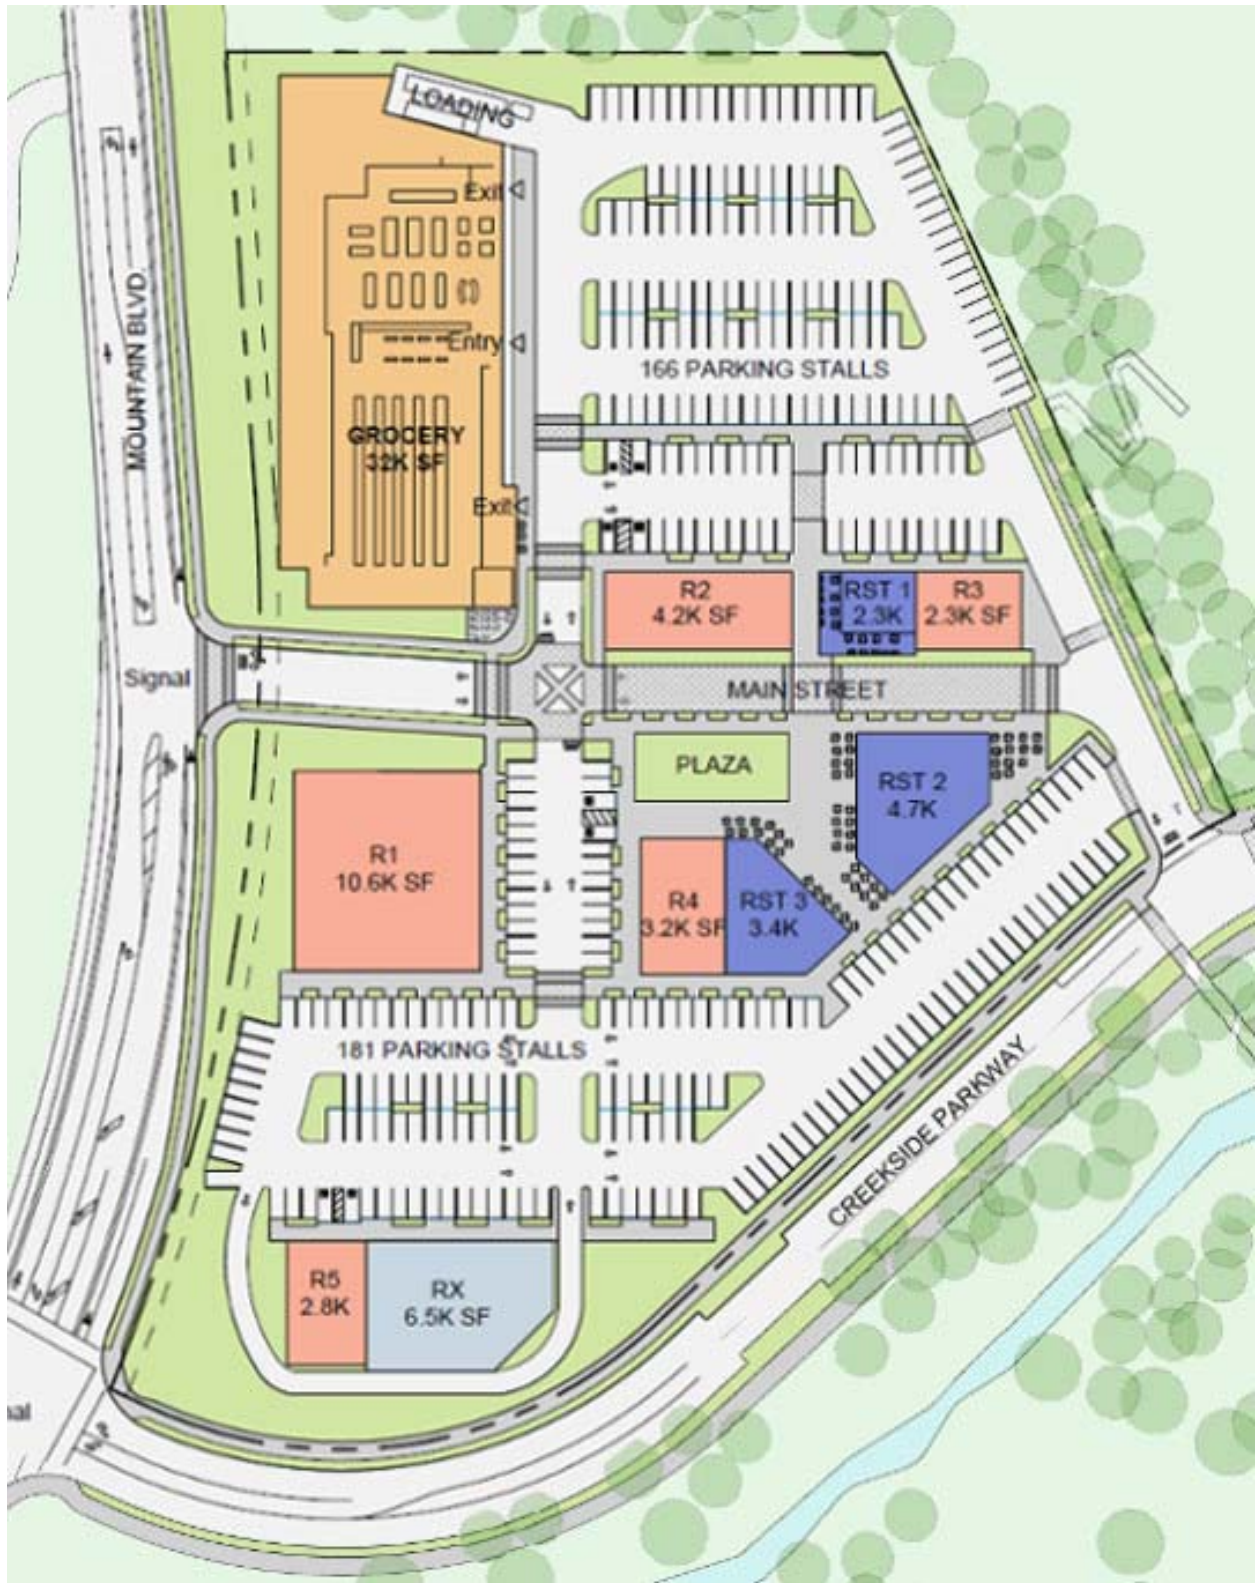 LOADING
Exit
MOUNTAIN BLVD.
Entry
166 PARKING STALLS
GROCERY
32K SF
Exit
R2
4.2K SF
RST 1
2.3K
R3
2.3K SF
Signal
MAIN STREET
PLAZA
RST 2
4.7K
R1
10.6K SF
R4
3.2K SF
RST 3
3.4K
181 PARKING STALLS
CREEKSIDE PARKWAY
R5
2.8K
RX
6.5K SF
nal